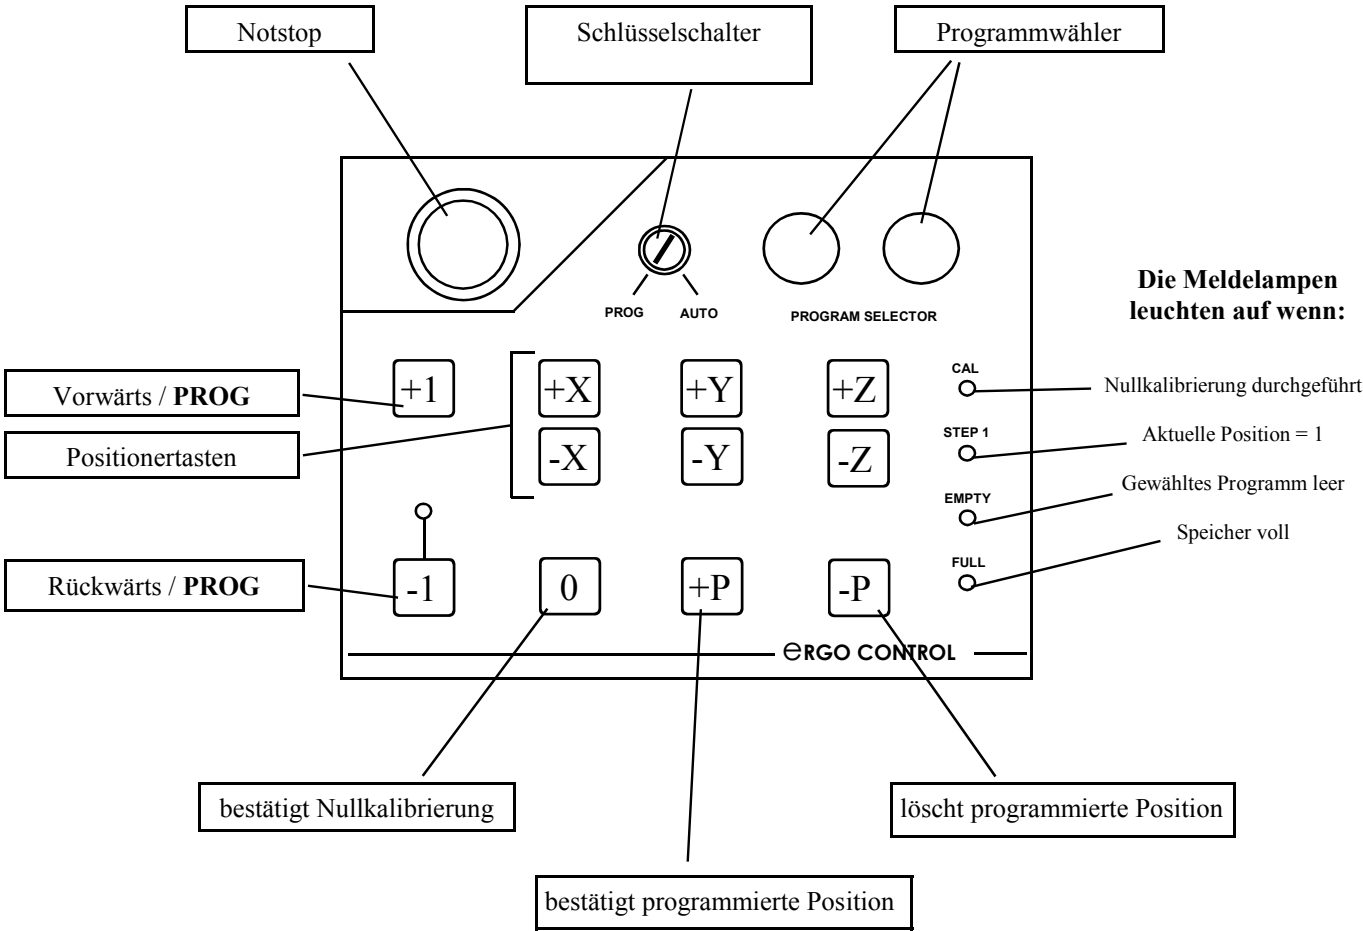 Notstop
Schlüsselschalter
Programmwähler
PROG
AUTO
PROGRAM SELECTOR
Die Meldelampen
leuchten auf wenn:
Vorwärts / PROG
+1
+X
+Y
+Z
CAL
Nullkalibrierung durchgeführt
Positionertasten
-X
-Y
-Z
STEP 1
Aktuelle Position = 1
EMPTY
Gewähltes Programm leer
Speicher voll
Rückwärts / PROG
-1
0
+P
-P
FULL
eRGO CONTROL
bestätigt Nullkalibrierung
löscht programmierte Position
bestätigt programmierte Position